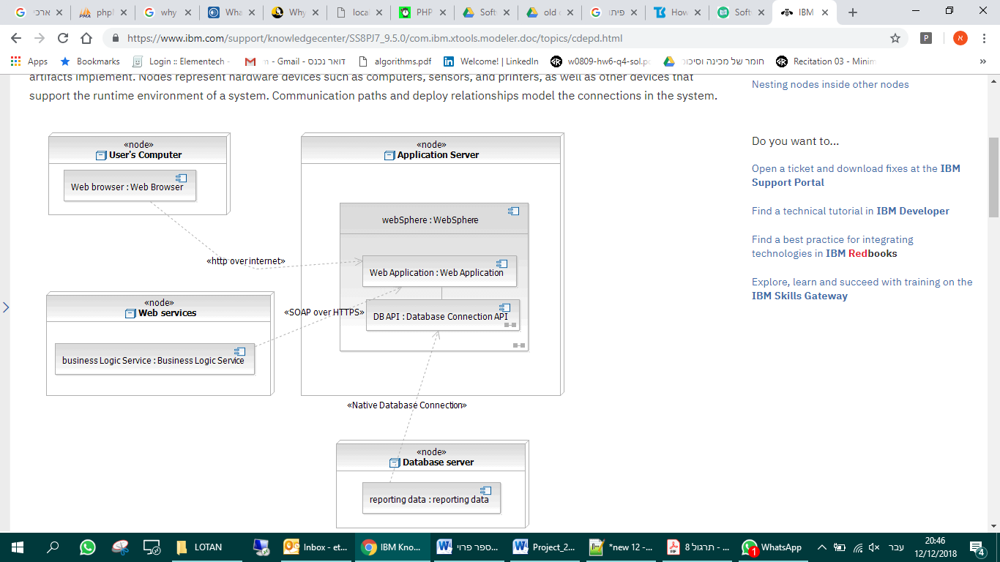 ארכי
phpM
why
Wha
Why
local
PHP
Softv
old c
פיתו
How
Softv
IBM
https://www.ibm.com/support/knowledgecenter/SS8PJ7_9.5.0/com.ibm.xtools.modeler.doc/topics/cdepd.html
Apps
Bookmarks
Login :: Elementech -
דואר נכנס - Gmail -
algorithms.pdf
Welcome! | LinkedIn
w0809-hw6-q4-sol.pd
חומר של מכינה וסיכומ
Recitation 03 - Minim
artifacts implement. Nodes represent hardware devices such as computers, sensors, and printers, as well as other devices that
support the runtime environment of a system. Communication paths and deploy relationships model the connections in the system.
«node»
User's Computer
Web browser : Web Browser
«node»
Application Server
webSphere : WebSphere
«http over internet»
Web Application : Web Application
«node»
Web services
«SOAP over HTTPS»
DB API : Database Connection API
business Logic Service : Business Logic Service
«Native Database Connection»
«node»
Database server
reporting data : reporting data
Nesting nodes inside other nodes
Do you want to...
Open a ticket and download fixes at the IBM
Support Portal
Find a technical tutorial in IBM Developer
Find a best practice for integrating
technologies in IBM Redbooks
Explore, learn and succeed with training on the
IBM Skills Gateway
LOTAN
Inbox - et...
IBM Kno...
ספר פרוי...
Project_2...
*new 12 -...
תרגול 8 - ...
1
WhatsApp
עבר
20:46
12/12/2018
4